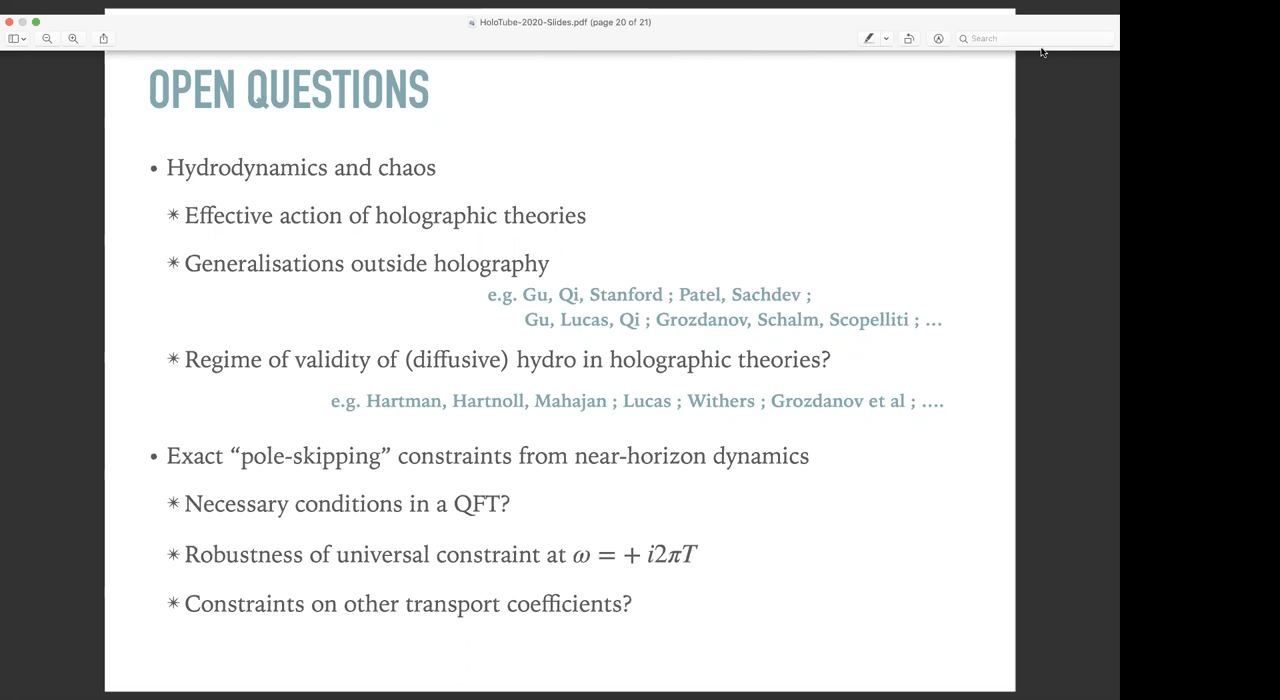 HoloTube-2020-Slides.pdf (page 20 of 21)
Search
OPEN QUESTIONS
• Hydrodynamics and chaos
* Effective action of holographic theories
* Generalisations outside holography
e.g. Gu, Qi, Stanford ; Patel, Sachdev ;
Gu, Lucas, Qi ; Grozdanov, Schalm, Scopelliti ; ...
* Regime of validity of (diffusive) hydro in holographic theories?
e.g. Hartman, Hartnoll, Mahajan ; Lucas ; Withers ; Grozdanov et al ; ....
• Exact “pole-skipping” constraints from near-horizon dynamics
* Necessary conditions in a QFT?
* Robustness of universal constraint at ω = + i2πT
* Constraints on other transport coefficients?